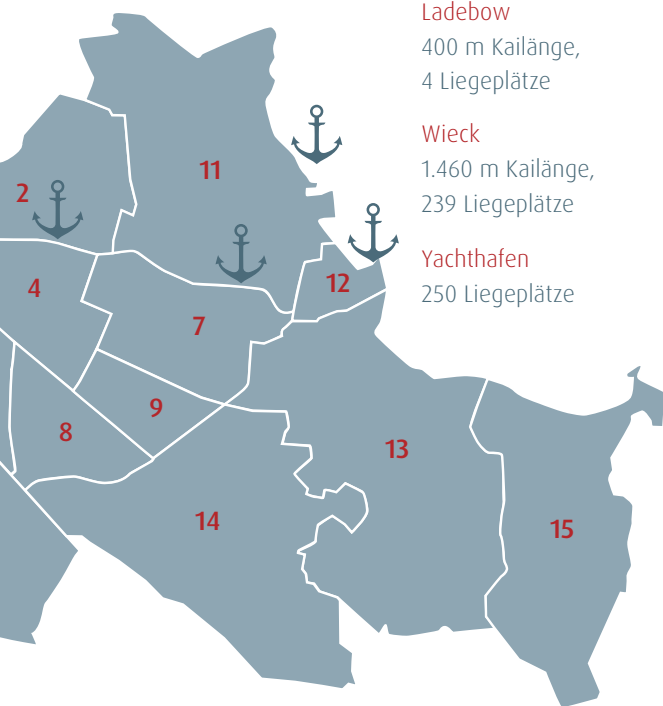 Ladebow
400 m Kailänge,
4 Liegeplätze
Wieck
1.460 m Kailänge,
239 Liegeplätze
Yachthafen
250 Liegeplätze
11
2
4
12
7
9
8
13
14
15